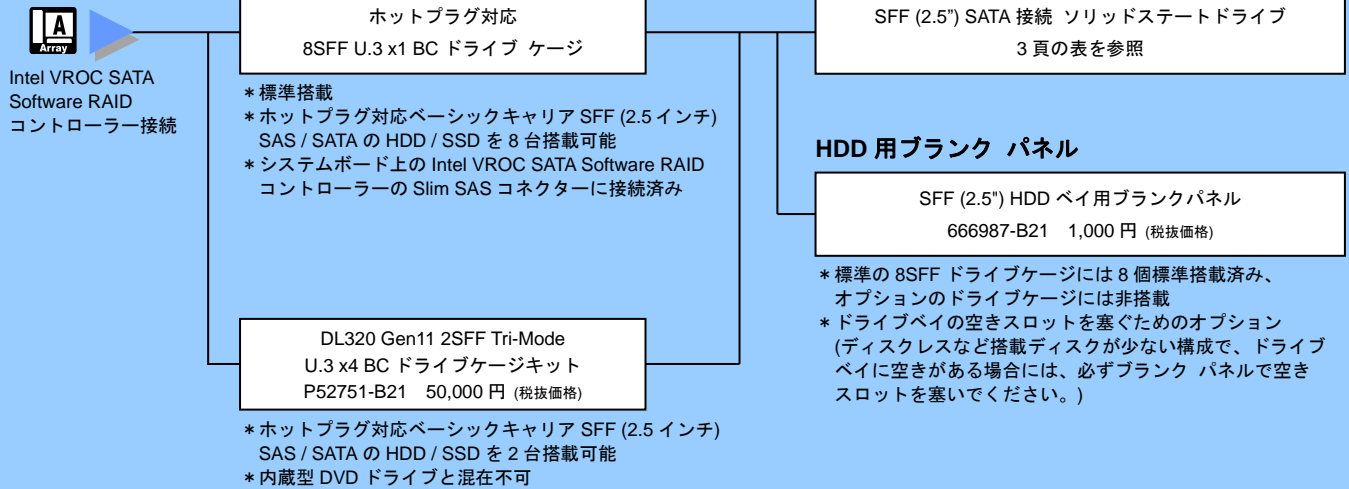 A
Array
Intel VROC SATA
Software RAID
コントローラー接続
ホットプラグ対応
8SFF U.3 x1 BC ドライブ ケージ
*標準搭載
*ホットプラグ対応ベーシックキャリア SFF (2.5 インチ)
SAS / SATA の HDD / SSD を 8 台搭載可能
*システムボード上の Intel VROC SATA Software RAID
コントローラーの Slim SAS コネクターに接続済み
DL320 Gen11 2SFF Tri-Mode
U.3 x4 BC ドライブケージキット
P52751-B21 50,000 円 (税抜価格)
*ホットプラグ対応ベーシックキャリア SFF (2.5 インチ)
SAS / SATA の HDD / SSD を 2 台搭載可能
*内蔵型 DVD ドライブと混在不可
SFF (2.5”) SATA 接続 ソリッドステートドライブ
3 頁の表を参照
HDD 用ブランク パネル
SFF (2.5") HDD ベイ用ブランクパネル
666987-B21 1,000 円 (税抜価格)
*標準の 8SFF ドライブケージには 8 個標準搭載済み、
オプションのドライブケージには非搭載
*ドライブベイの空きスロットを塞ぐためのオプション
(ディスクレスなど搭載ディスクが少ない構成で、ドライブ
ベイに空きがある場合には、必ずブランク パネルで空き
スロットを塞いでください。)